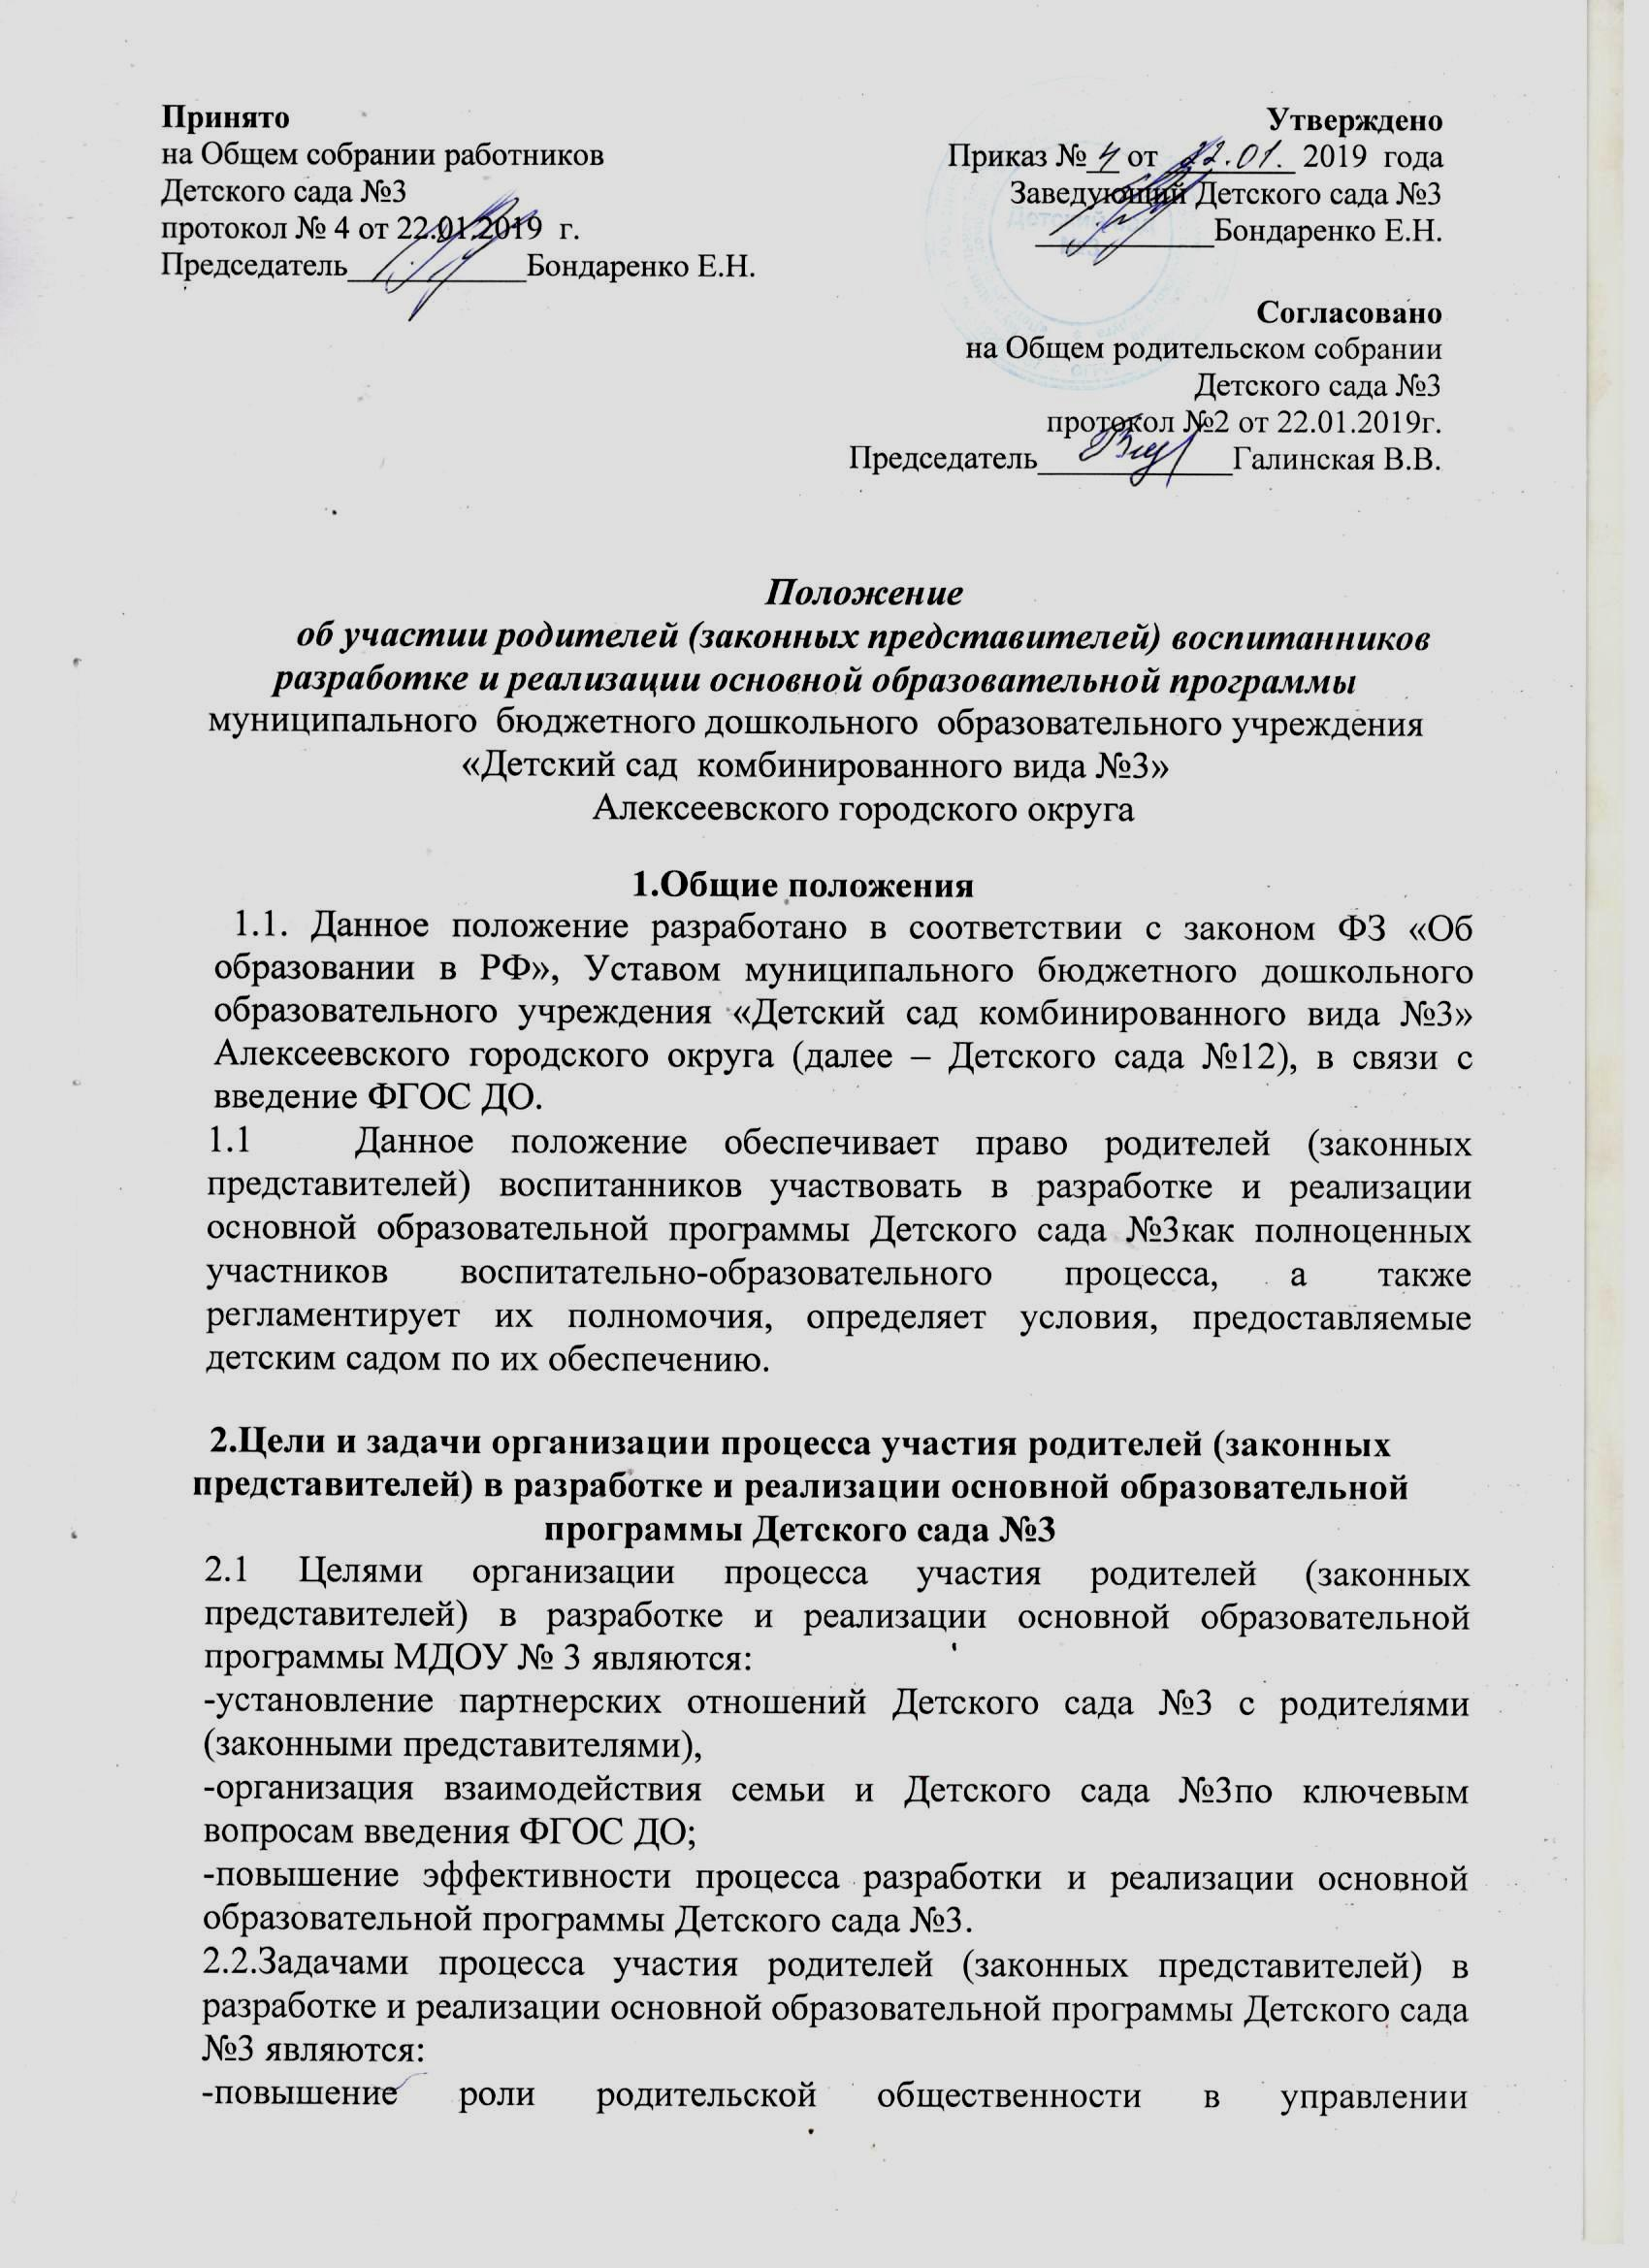 Принято
на Общем собрании работников
Детского сада №3
протокол № 4 от 22.01.2019 г.
Председатель___________Бондаренко Е.Н.
Утверждено
Приказ № 4 от 22.01. 2019 года
Заведующий Детского сада №3
___________Бондаренко Е.Н.
Детский сад
№3
Согласовано
на Общем родительском собрании
Детского сада №3
протокол №2 от 22.01.2019г.
Председатель____________Галинская В.В.
Положение
об участии родителей (законных представителей) воспитанников
разработке и реализации основной образовательной программы
муниципального бюджетного дошкольного образовательного учреждения
«Детский сад комбинированного вида №3»
Алексеевского городского округа
1.Общие положения
1.1. Данное положение разработано в соответствии с законом ФЗ «Об
образовании в РФ», Уставом муниципального бюджетного дошкольного
образовательного учреждения «Детский сад комбинированного вида №3»
Алексеевского городского округа (далее – Детского сада №12), в связи с
введение ФГОС ДО.
1.1 Данное положение обеспечивает право родителей (законных
представителей) воспитанников участвовать в разработке и реализации
основной образовательной программы Детского сада №3как полноценных
участников воспитательно-образовательного процесса, а также
регламентирует их полномочия, определяет условия, предоставляемые
детским садом по их обеспечению.
2.Цели и задачи организации процесса участия родителей (законных
представителей) в разработке и реализации основной образовательной
программы Детского сада №3
2.1 Целями организации процесса участия родителей (законных
представителей) в разработке и реализации основной образовательной
программы МДОУ № 3 являются:
-установление партнерских отношений Детского сада №3 с родителями
(законными представителями),
-организация взаимодействия семьи и Детского сада №3по ключевым
вопросам введения ФГОС ДО;
-повышение эффективности процесса разработки и реализации основной
образовательной программы Детского сада №3.
2.2.Задачами процесса участия родителей (законных представителей) в
разработке и реализации основной образовательной программы Детского сада
№3 являются:
-повышение роли родительской общественности в управлении